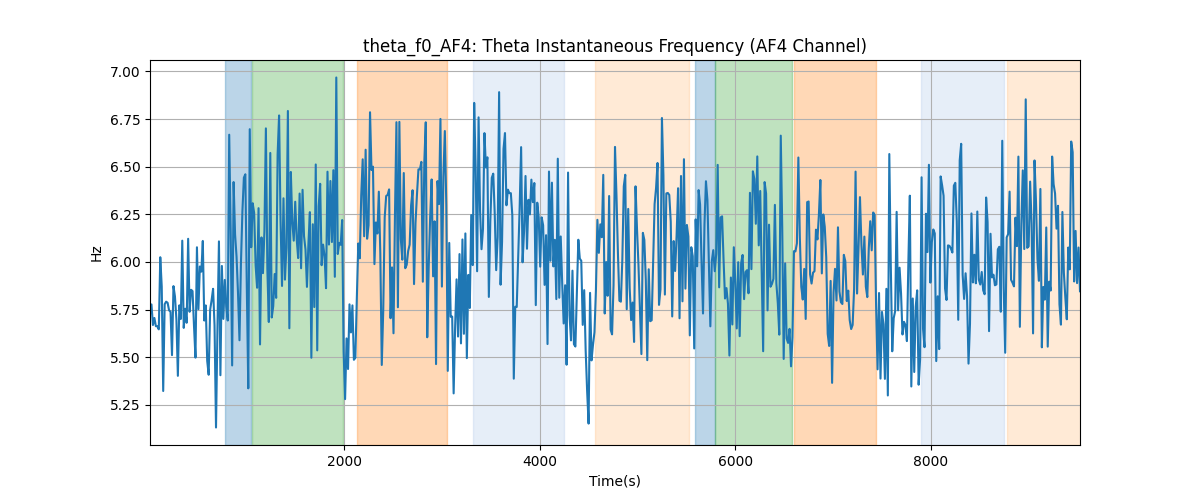 theta_f0_AF4: Theta Instantaneous Frequency (AF4 Channel)
7.00
6.75
6.50
6.25
6.00
5.75
5.50
5.25
Hz
2000 4000 6000 8000
Time(s)